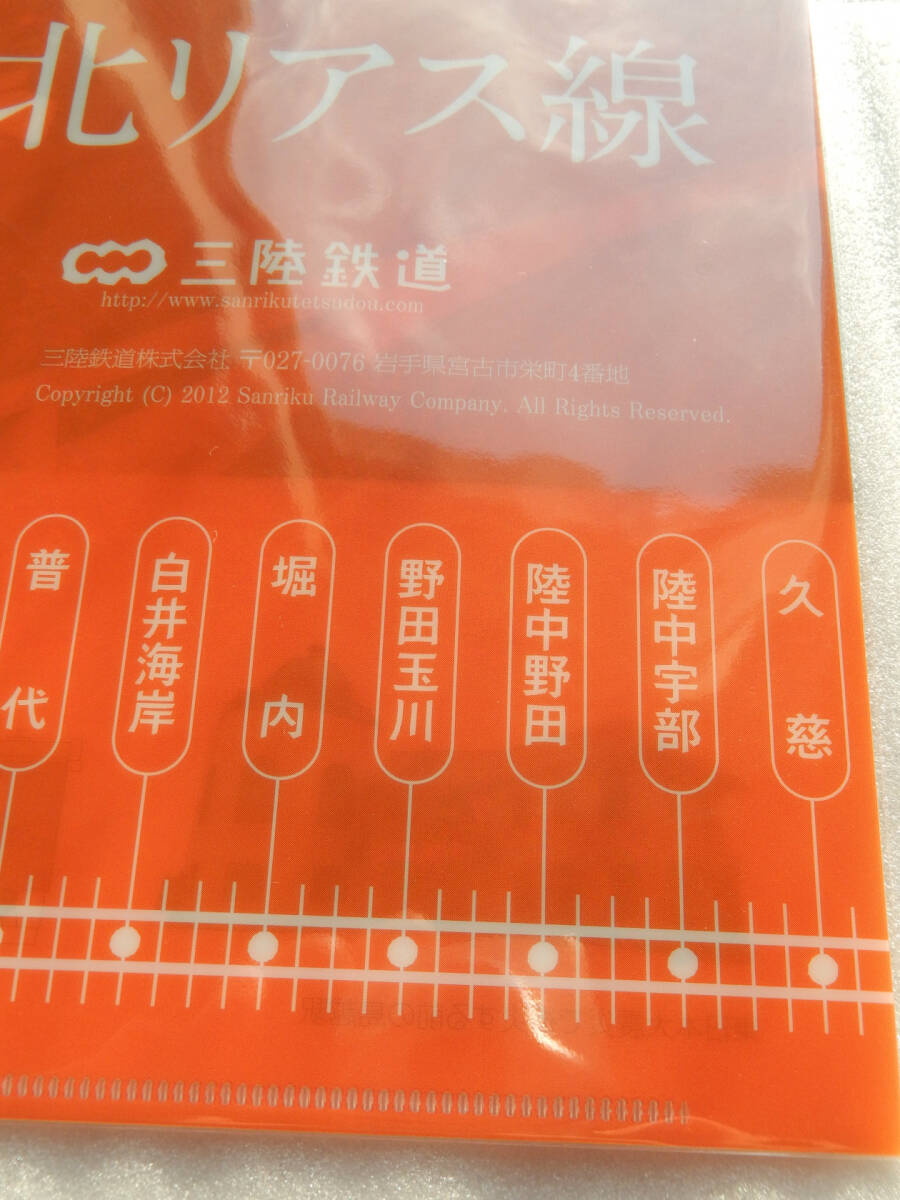 北リアス線
三陸鉄道
http://www.sanrikutetsudou.com
三陸鉄道株式会社 〒027-0076 岩手県宮古市栄町4番地
Copyright (C) 2012 Sanriku Railway Company. All Rights Reserved.
普代
白井海岸
堀内
野田玉川
陸中野田
陸中宇部
久慈